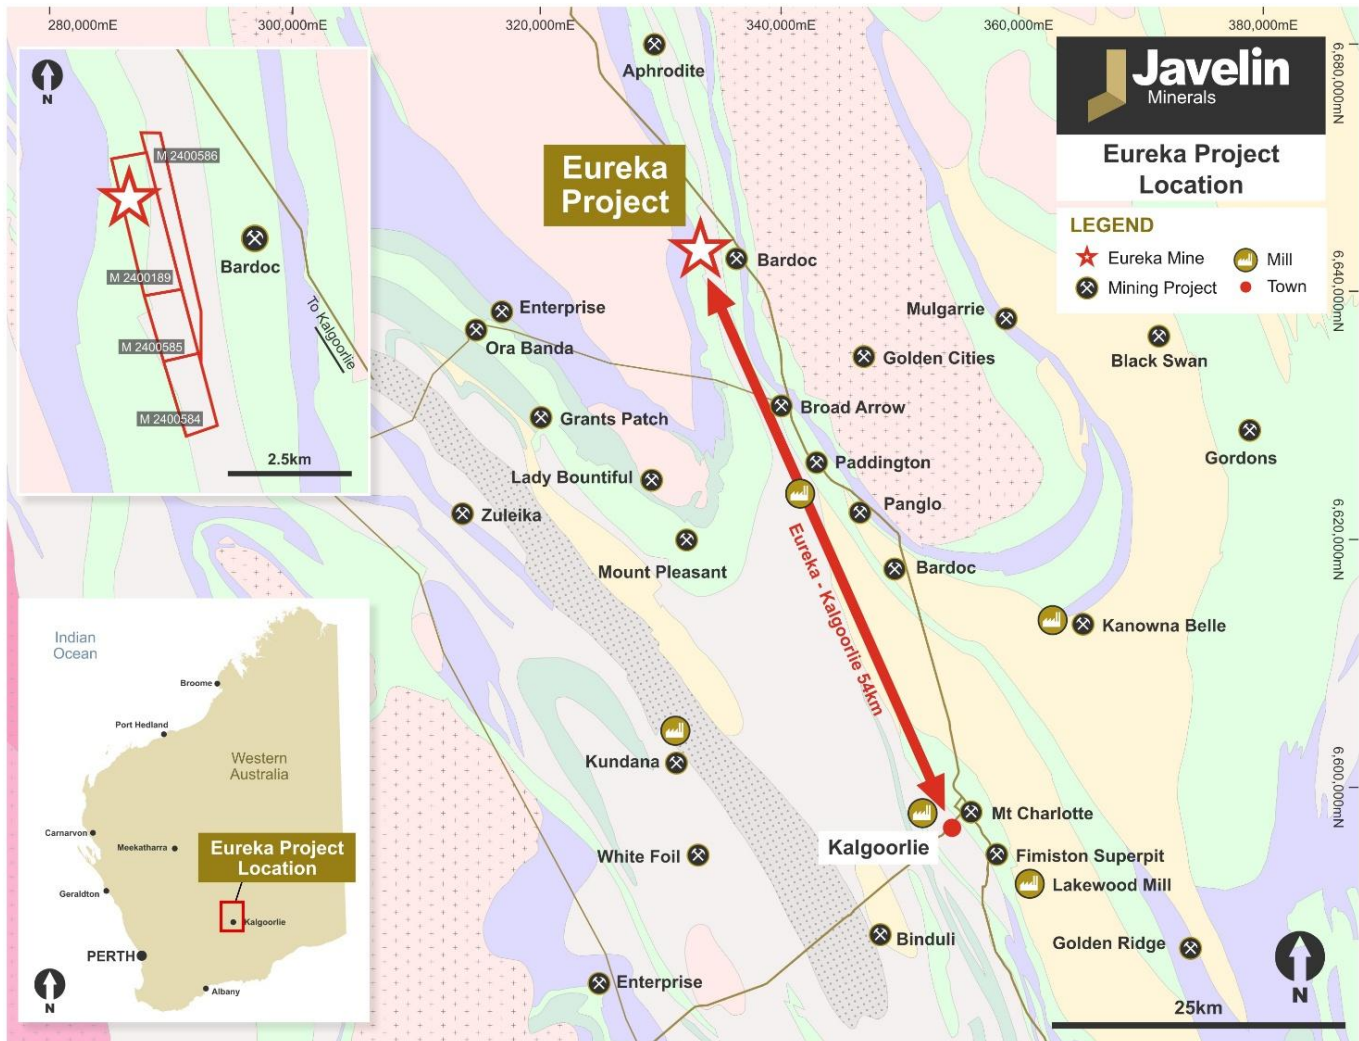 280,000mE
300,000mE
320,000mE
340,000mE
360,000mE
380,000mE
6,680,000mN
6,640,000mN
6,620,000mN
6,600,000mN
Javelin
Minerals
Eureka Project
Location
LEGEND
Eureka Mine
Mill
Mining Project
Town
N
M 2400586
M 2400189
M 2400585
M 2400584
Bardoc
To Kalgoorlie
2.5km
Aphrodite
Eureka
Project
Bardoc
Enterprise
Ora Banda
Mulgarrie
Golden Cities
Black Swan
Grants Patch
Broad Arrow
Gordons
Lady Bountiful
Paddington
Zuleika
Panglo
Mount Pleasant
Bardoc
Eureka - Kalgoorlie 54km
Kanowna Belle
Kundana
Mt Charlotte
Kalgoorlie
White Foil
Fimiston Superpit
Lakewood Mill
Binduli
Golden Ridge
Enterprise
N
25km
Indian
Ocean
Broome
Port Hedland
Western
Australia
Carnarvon
Meekatharra
Eureka Project
Location
Geraldton
Kalgoorlie
PERTH
Albany
N